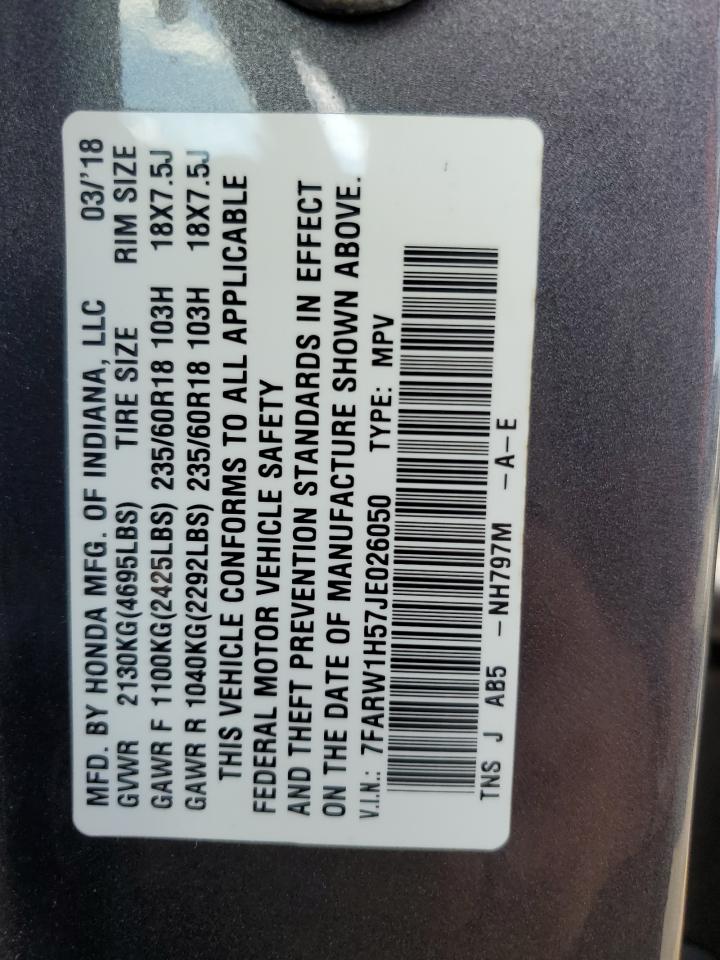 MFD. BY HONDA MFG. OF INDIANA, LLC 03/'18
GVWR 2130KG(4695LBS) TIRE SIZE RIM SIZE
GAWR F 1100KG(2425LBS) 235/60R18 103H 18X7.5J
GAWR R 1040KG(2292LBS) 235/60R18 103H 18X7.5J
THIS VEHICLE CONFORMS TO ALL APPLICABLE
FEDERAL MOTOR VEHICLE SAFETY
AND THEFT PREVENTION STANDARDS IN EFFECT
ON THE DATE OF MANUFACTURE SHOWN ABOVE.
V.I.N.: 7FARW1H57JE026050 TYPE: MPV
TNS J AB5 -NH797M -A-E